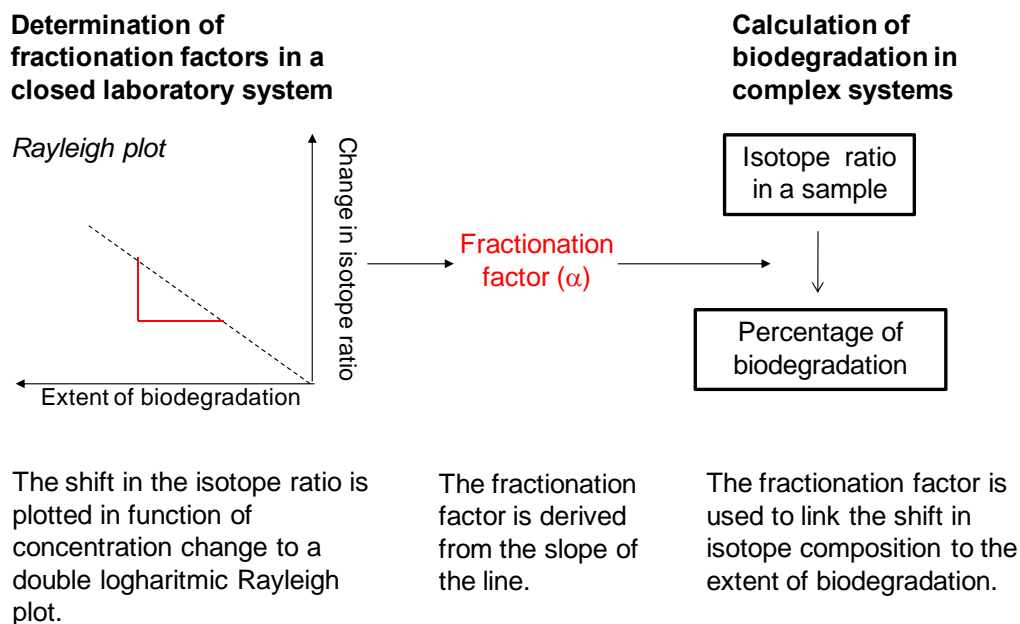 Determination of
fractionation factors in a
closed laboratory system
Rayleigh plot
Change in isotope ratio
Extent of biodegradation
Fractionation
factor (α)
Calculation of
biodegradation in
complex systems
Isotope ratio
in a sample
Percentage of
biodegradation
The shift in the isotope ratio is
plotted in function of
concentration change to a
double logharitmic Rayleigh
plot.
The fractionation
factor is derived
from the slope of
the line.
The fractionation factor is
used to link the shift in
isotope composition to the
extent of biodegradation.